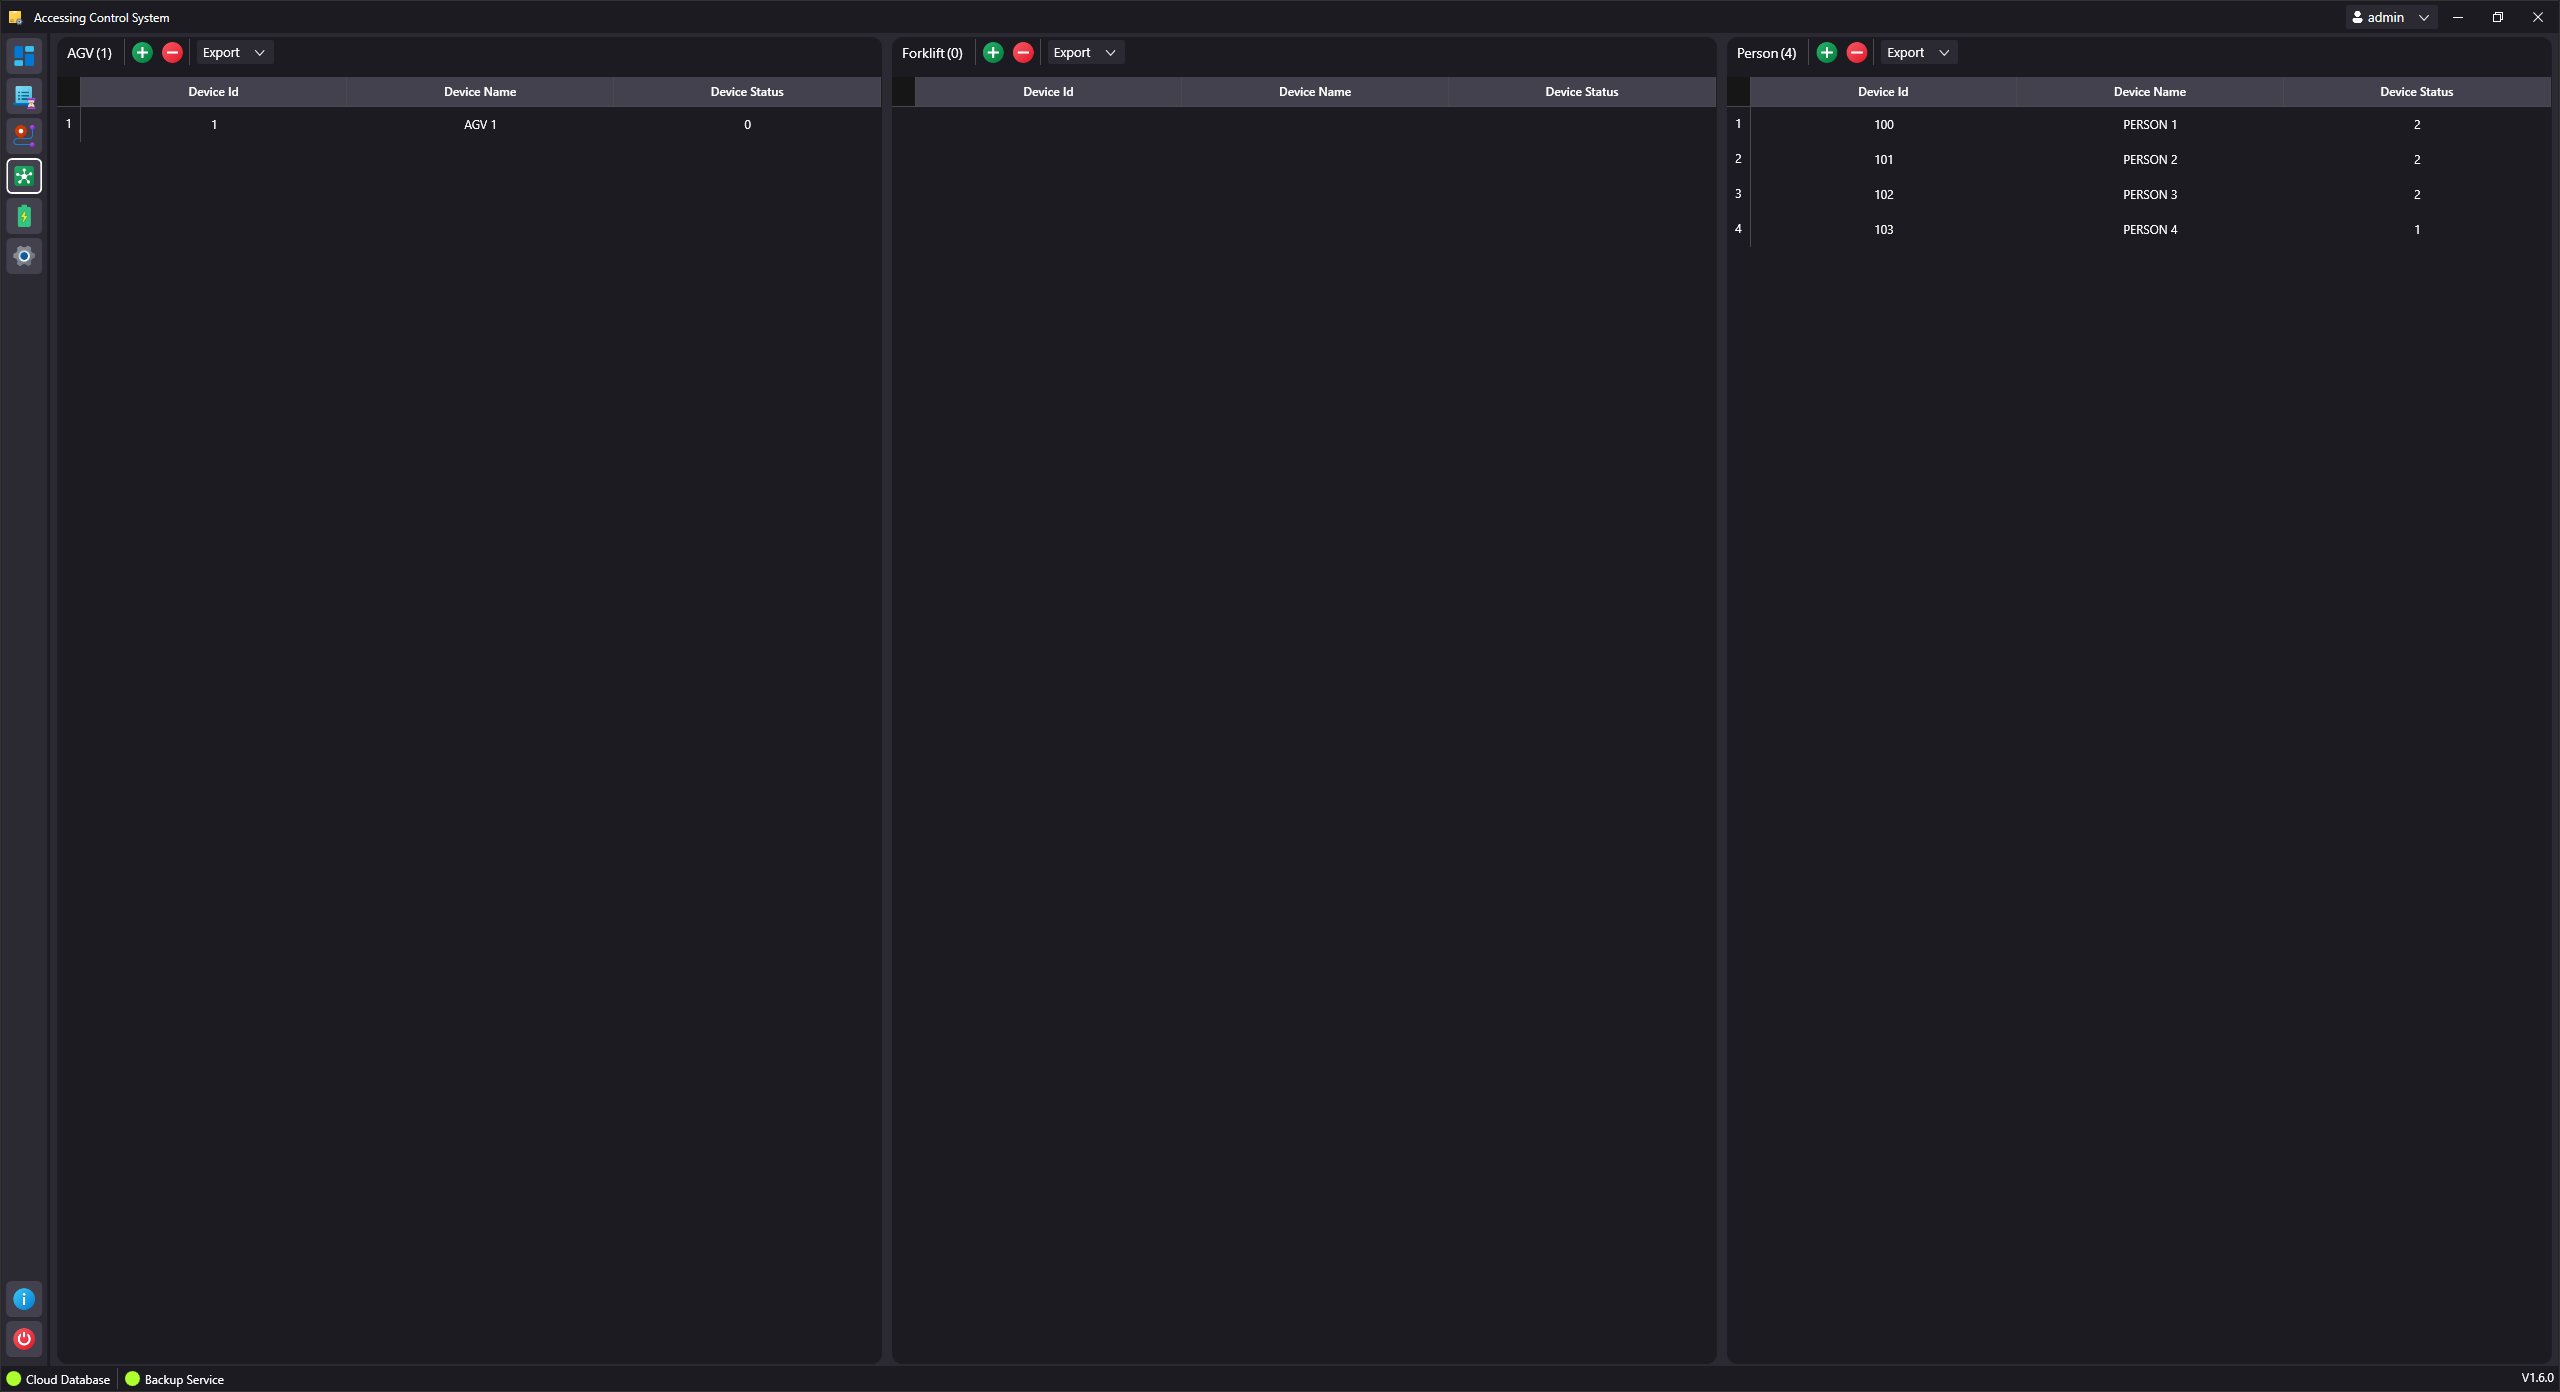 Accessing Control System
admin
AGV (1) Export
Device Id Device Name Device Status
1 1 AGV 1 0
Forklift (0) Export
Device Id Device Name Device Status
Person (4) Export
Device Id Device Name Device Status
1 100 PERSON 1 2
2 101 PERSON 2 2
3 102 PERSON 3 2
4 103 PERSON 4 1
Cloud Database Backup Service
V1.6.0